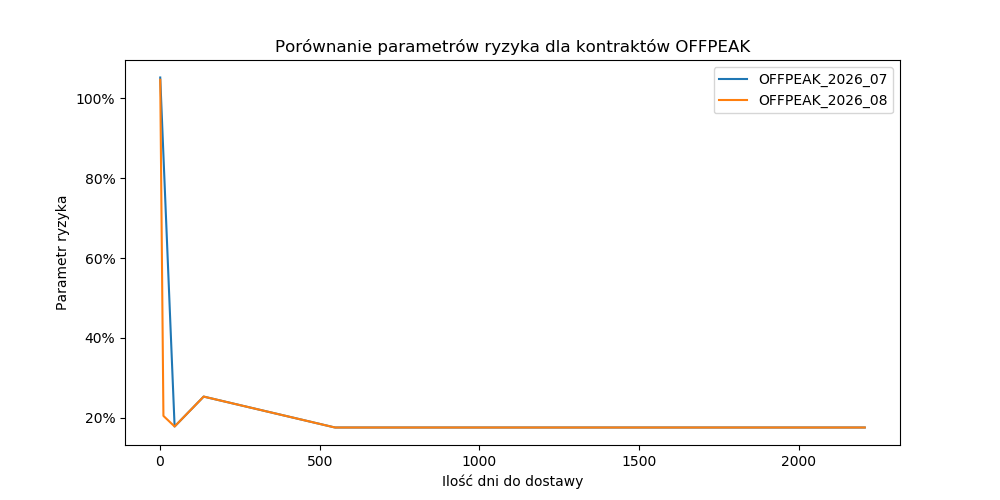 Porównanie parametrów ryzyka dla kontraktów OFFPEAK
OFFPEAK_2026_07
OFFPEAK_2026_08
100%
80%
60%
40%
20%
Parametr ryzyka
0
500
1000
1500
2000
Ilość dni do dostawy